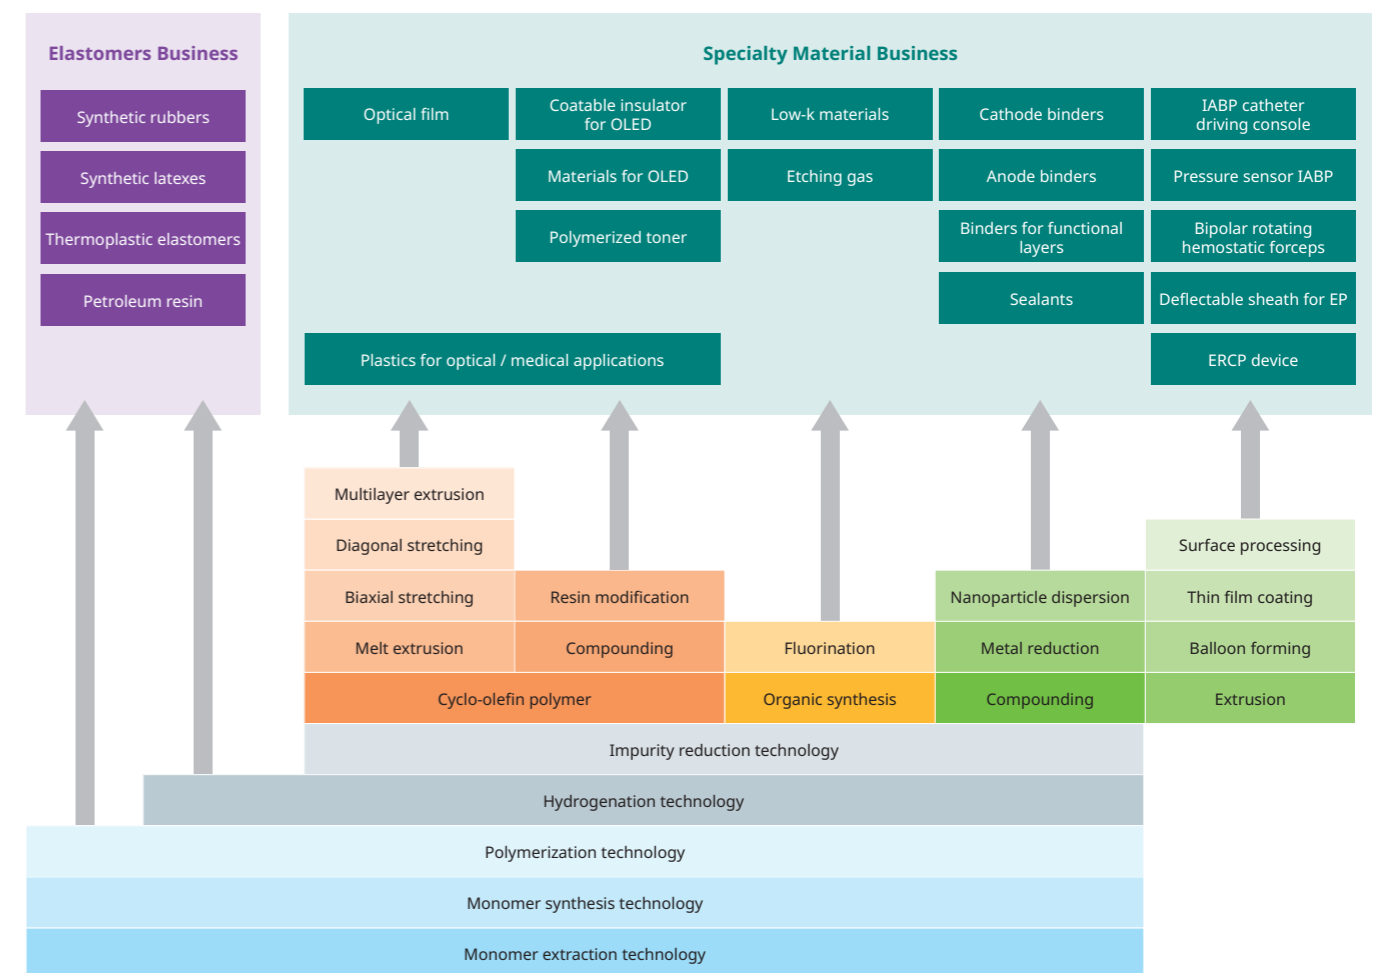 Elastomers Business
Synthetic rubbers
Synthetic latexes
Thermoplastic elastomers
Petroleum resin
Specialty Material Business
Optical film
Coatable insulator
for OLED
Low-k materials
Cathode binders
IABP catheter
driving console
Materials for OLED
Etching gas
Anode binders
Pressure sensor IABP
Polymerized toner
Binders for functional
layers
Bipolar rotating
hemostatic forceps
Sealants
Deflectable sheath for EP
Plastics for optical / medical applications
ERCP device
Multilayer extrusion
Diagonal stretching
Surface processing
Biaxial stretching
Resin modification
Nanoparticle dispersion
Thin film coating
Melt extrusion
Compounding
Fluorination
Metal reduction
Balloon forming
Cyclo-olefin polymer
Organic synthesis
Compounding
Extrusion
Impurity reduction technology
Hydrogenation technology
Polymerization technology
Monomer synthesis technology
Monomer extraction technology